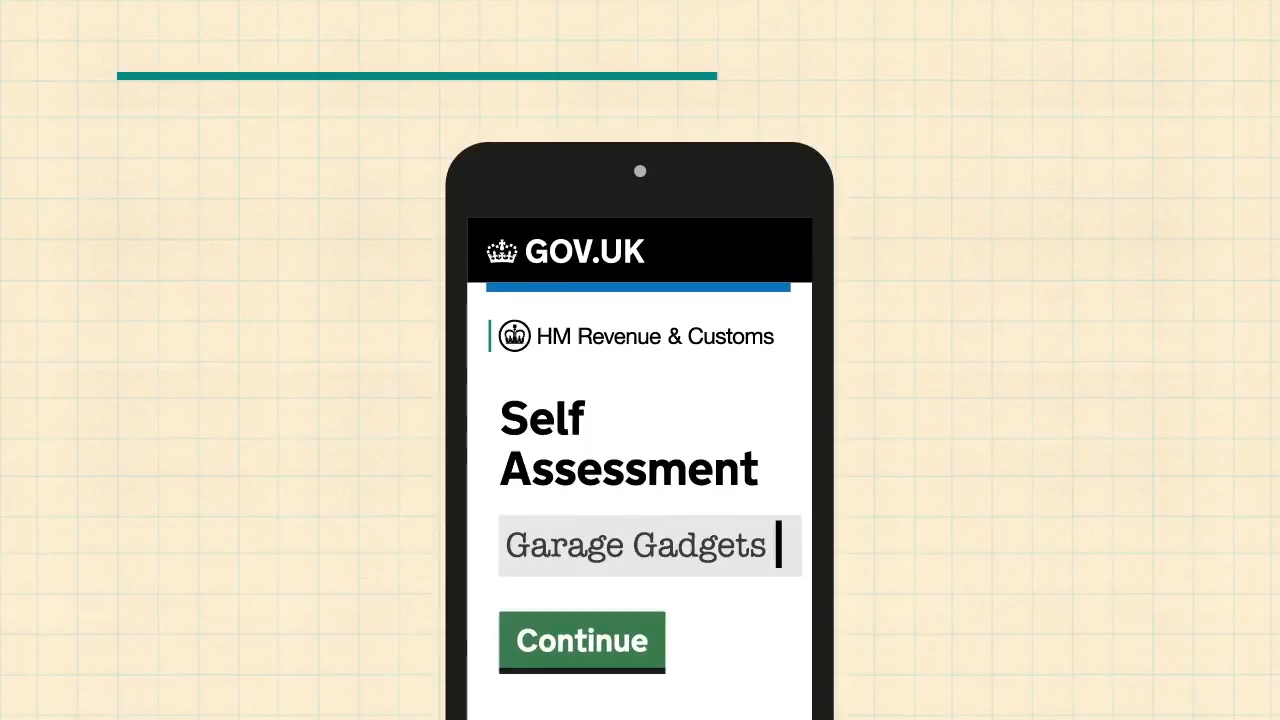 GOV.UK
HM Revenue & Customs
Self
Assessment
Garage Gadgets
Continue